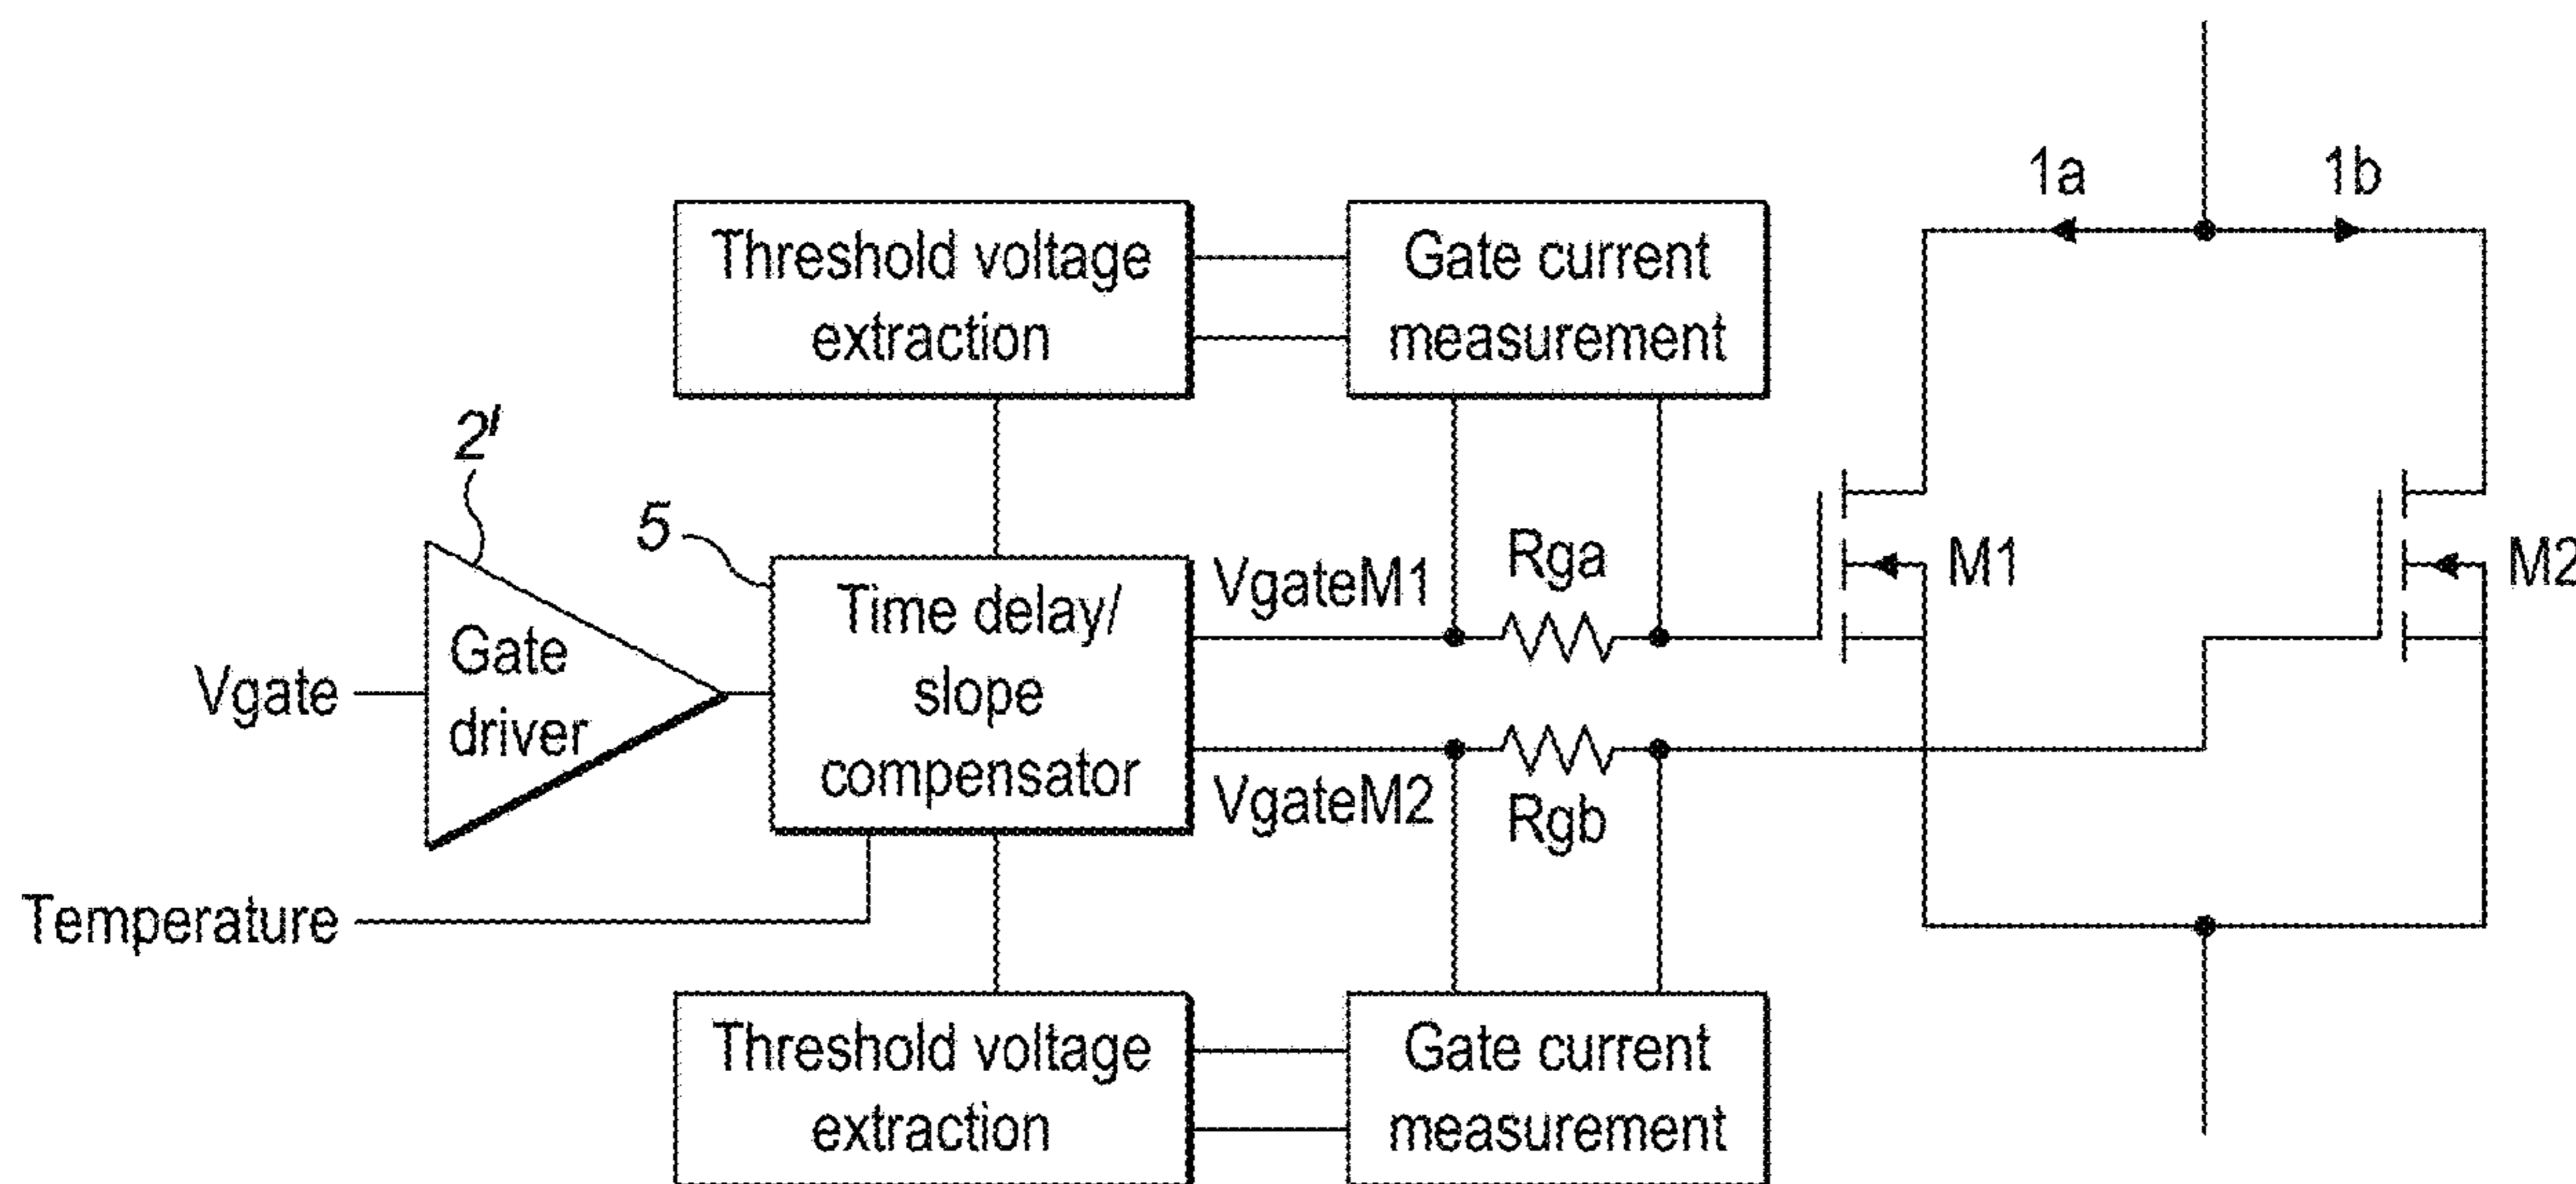 1a
1b
Threshold voltage
extraction
Gate current
measurement
2'
5
Gate
driver
Vgate
Time delay/
slope
compensator
VgateM1
Rga
M1
M2
VgateM2
Rgb
Temperature
Threshold voltage
extraction
Gate current
measurement